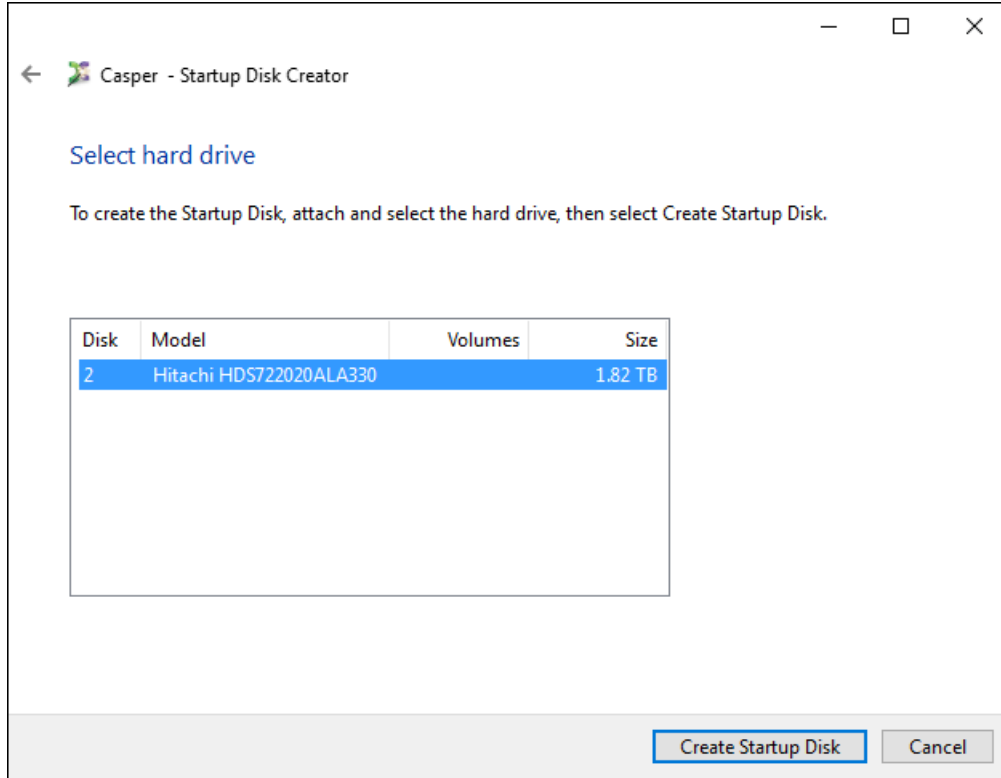 Casper - Startup Disk Creator
Select hard drive
To create the Startup Disk, attach and select the hard drive, then select Create Startup Disk.
Disk Model Volumes Size
2 Hitachi HDS722020ALA330 1.82 TB
Create Startup Disk Cancel